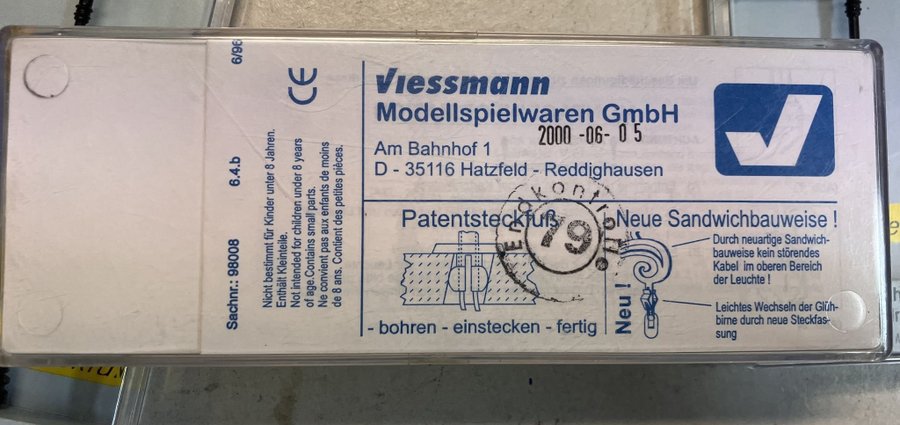 6/96
6.4.b
Sachnr.: 98008
CE
Nicht bestimmt für Kinder unter 8 Jahren.
Enthält Kleinteile.
Not intended for children under 8 years
of age.Contains small parts.
Ne convient pas aux enfants de moins
de 8 ans. Contient des petites pièces.
Viessmann
Modellspielwaren GmbH
2000 -06- 05
Am Bahnhof 1
D - 35116 Hatzfeld - Reddighausen
Endkontrolle
79
Patentsteckfuß
- bohren - einstecken - fertig
Neue Sandwichbauweise !
Neu !
Durch neuartige Sandwich-
bauweise kein störendes
Kabel im oberen Bereich
der Leuchte !
Leichtes Wechseln der Glüh-
birne durch neue Steckfas-
sung